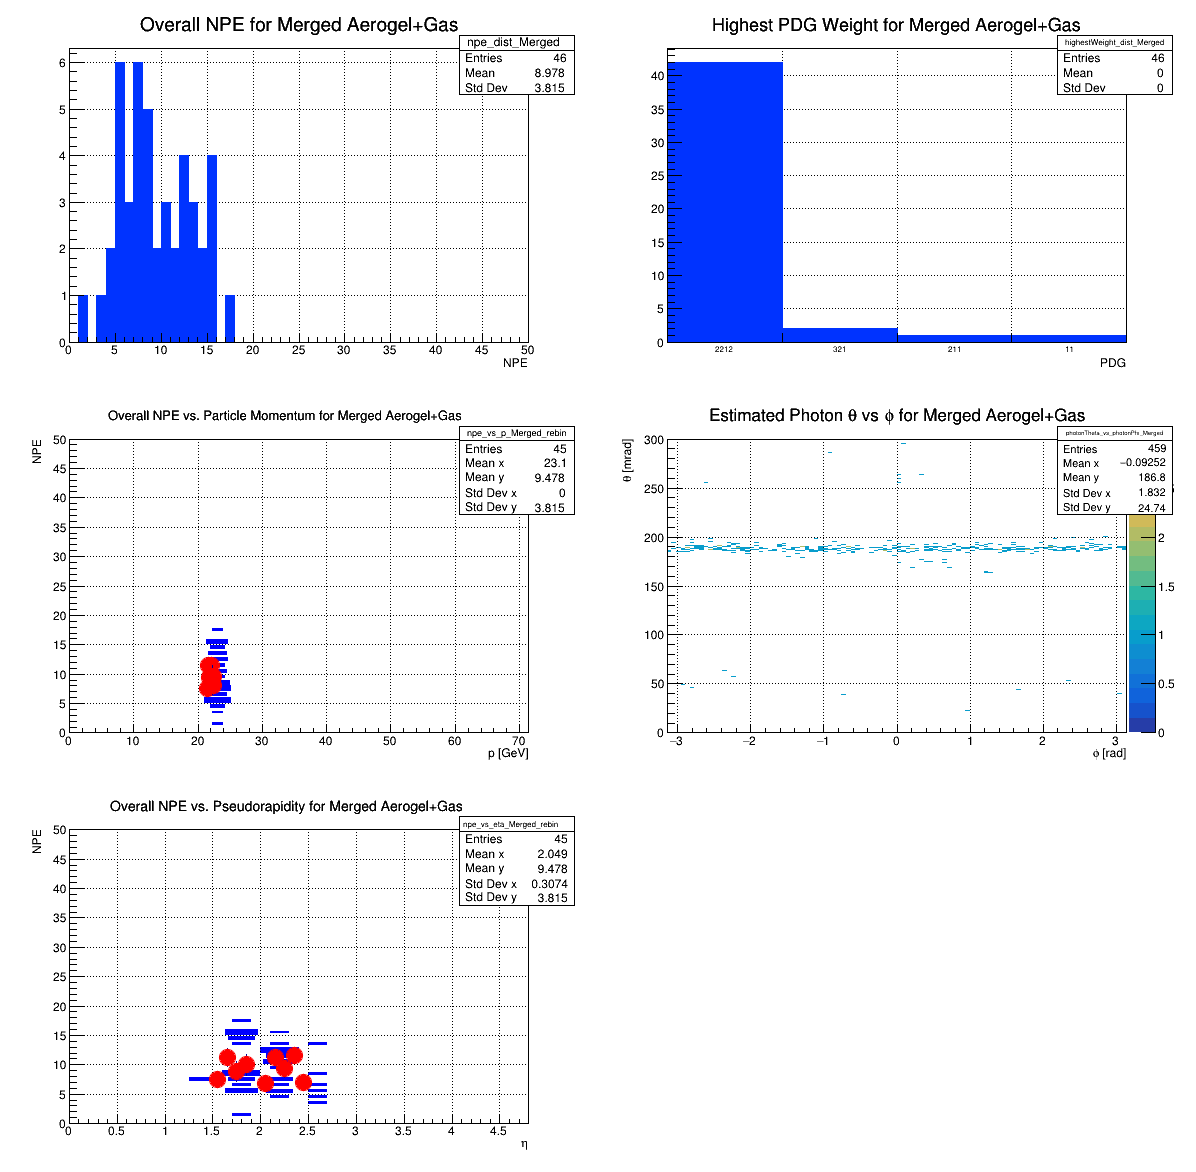 Overall NPE for Merged Aerogel+Gas
npe_dist_Merged
Entries 46
Mean 8.978
Std Dev 3.815
6
5
4
3
2
1
0
0 5 10 15 20 25 30 35 40 45 50
NPE
Highest PDG Weight for Merged Aerogel+Gas
highestWeight_dist_Merged
Entries 46
Mean 0
Std Dev 0
40
35
30
25
20
15
10
5
0
2212 321 211 11
PDG
Overall NPE vs. Particle Momentum for Merged Aerogel+Gas
npe_vs_p_Merged_rebin
Entries 45
Mean x 23.1
Mean y 9.478
Std Dev x 0
Std Dev y 3.815
NPE
50
45
40
35
30
25
20
15
10
5
0
0 10 20 30 40 50 60 70
p [GeV]
Estimated Photon θ vs ϕ for Merged Aerogel+Gas
photonTheta_vs_photonPhi_Merged
Entries 459
Mean x −0.09252
Mean y 186.8
Std Dev x 1.832
Std Dev y 24.74
θ [mrad]
300
250
200
150
100
50
0
−3 −2 −1 0 1 2 3
ϕ [rad]
2
1.5
1
0.5
0
Overall NPE vs. Pseudorapidity for Merged Aerogel+Gas
npe_vs_eta_Merged_rebin
Entries 45
Mean x 2.049
Mean y 9.478
Std Dev x 0.3074
Std Dev y 3.815
NPE
50
45
40
35
30
25
20
15
10
5
0
0 0.5 1 1.5 2 2.5 3 3.5 4 4.5
η